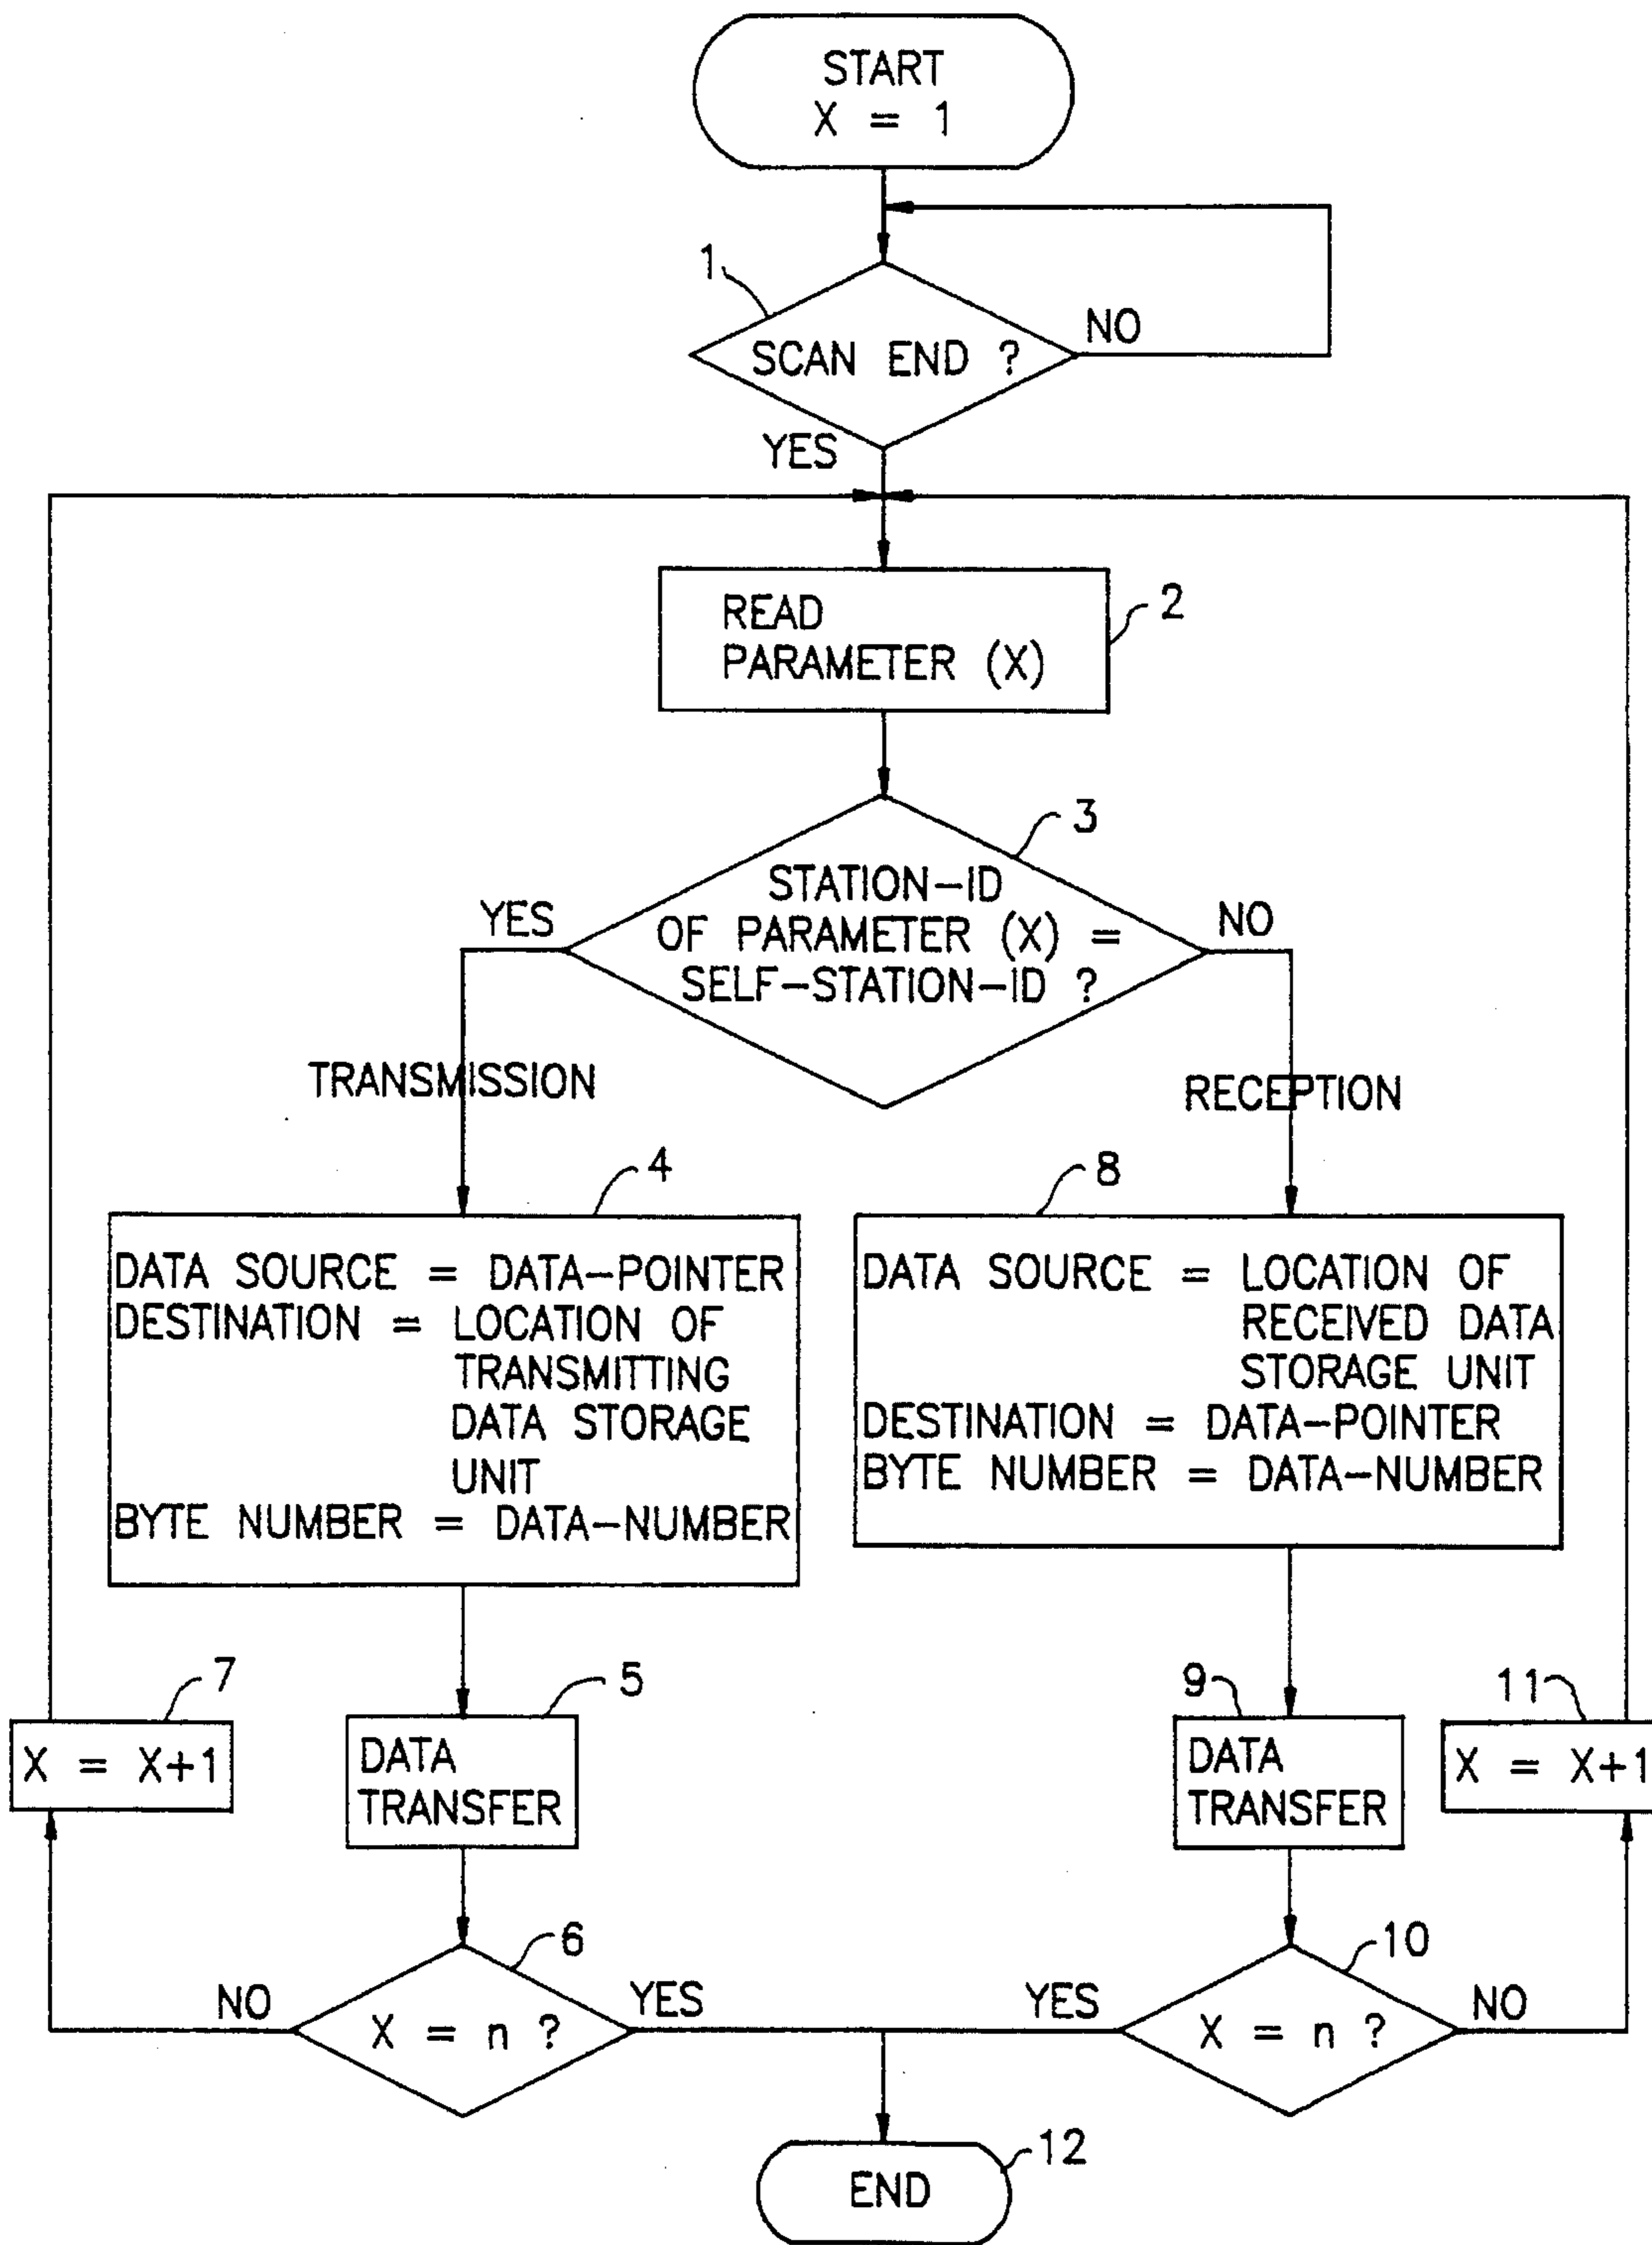 START
X = 1
1
SCAN END ?
NO
YES
READ
PARAMETER (X)
2
3
STATION-ID
OF PARAMETER (X) =
SELF-STATION-ID ?
YES
NO
TRANSMISSION
RECEPTION
4
DATA SOURCE = DATA-POINTER
DESTINATION = LOCATION OF
TRANSMITTING
DATA STORAGE
UNIT
BYTE NUMBER = DATA-NUMBER
8
DATA SOURCE = LOCATION OF
RECEIVED DATA
STORAGE UNIT
DESTINATION = DATA-POINTER
BYTE NUMBER = DATA-NUMBER
7
X = X+1
5
DATA
TRANSFER
9
DATA
TRANSFER
11
X = X+1
6
NO
X = n ?
YES
10
YES
X = n ?
NO
END
12